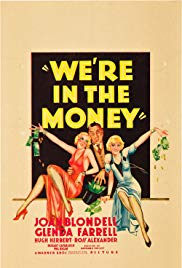 "WE'RE
IN THE
MONEY"
JOAN BLONDELL
GLENDA FARRELL
HUGH HERBERT ROSS ALEXANDER